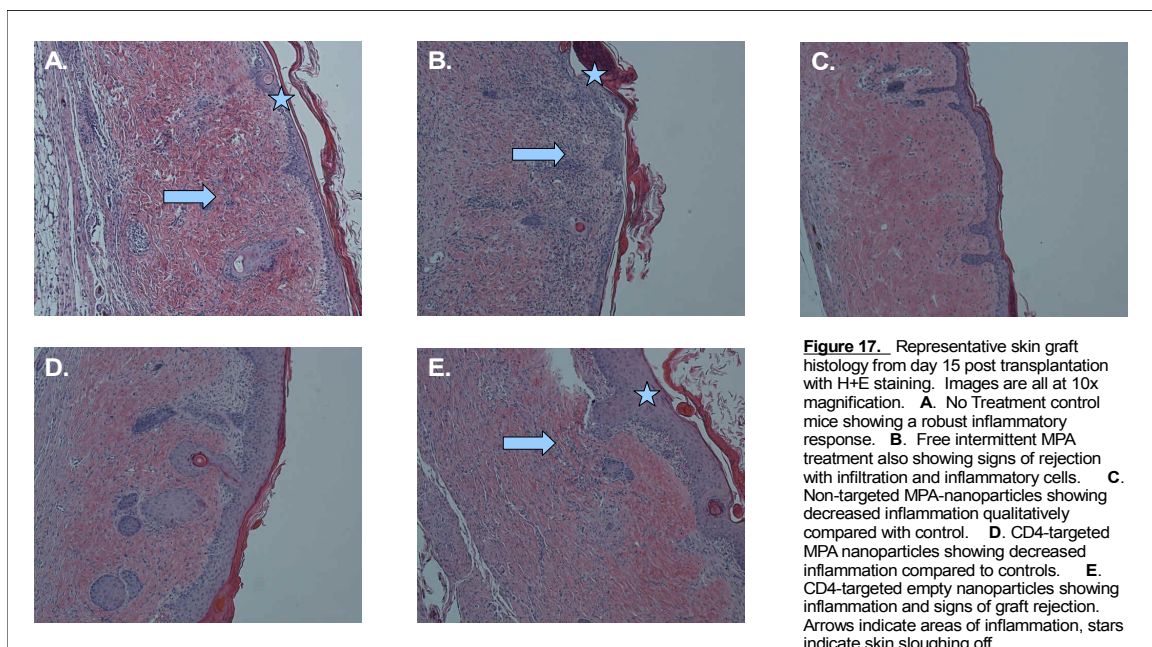 A.
B.
C.
D.
E.
Figure 17. Representative skin graft
histology from day 15 post transplantation
with H+E staining. Images are all at 10x
magnification. A. No Treatment control
mice showing a robust inflammatory
response. B. Free intermittent MPA
treatment also showing signs of rejection
with infiltration and inflammatory cells. C.
Non-targeted MPA-nanoparticles showing
decreased inflammation qualitatively
compared with control. D. CD4-targeted
MPA nanoparticles showing decreased
inflammation compared to controls. E.
CD4-targeted empty nanoparticles showing
inflammation and signs of graft rejection.
Arrows indicate areas of inflammation, stars
indicate skin sloughing off